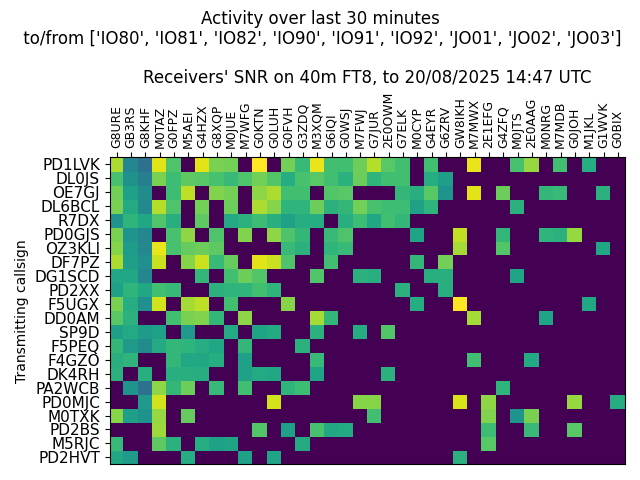 Activity over last 30 minutes
to/from ['IO80', 'IO81', 'IO82', 'IO90', 'IO91', 'IO92', 'JO01', 'JO02', 'JO03']
Receivers' SNR on 40m FT8, to 20/08/2025 14:47 UTC
G8URE
GB3RS
G8KHF
M0TAZ
G0FPZ
M5AEI
G4HZX
G8XQP
M0JUE
M7WFG
G0KTN
G0LUH
G0FVH
G3ZDQ
M3XQM
G6IQI
G0WSJ
M7FWJ
G7JUR
2E0OWM
G7ELK
M0CYP
G4EYR
G6ZRV
GW8IKH
M7MWX
2E1EFG
G4ZFQ
M0JTS
2E0AAG
M0NRG
M7MDB
G0JQH
M1JKL
G1WVK
G0BIX
Transmitting callsign
PD1LVK
DL0JS
OE7GJ
DL6BCL
R7DX
PD0GJS
OZ3KLI
DF7PZ
DG1SCD
PD2XX
F5UGX
DD0AM
SP9D
F5PEQ
F4GZO
DK4RH
PA2WCB
PD0MJC
M0TXK
PD2BS
M5RJC
PD2HVT